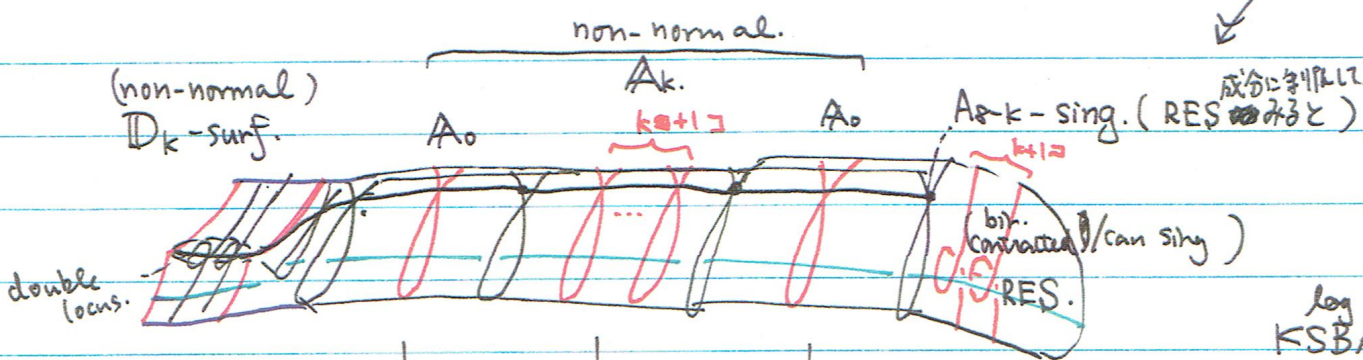 non-normal.
(non-normal)
𝔻k-surf.
𝔸k.
A8-k-sing. (RES みると)
成分に制限して
A₀
k+1コ
A₀
k+1コ
(bir. contracted / can sing)
RES.
double
locus.
log
KSB,